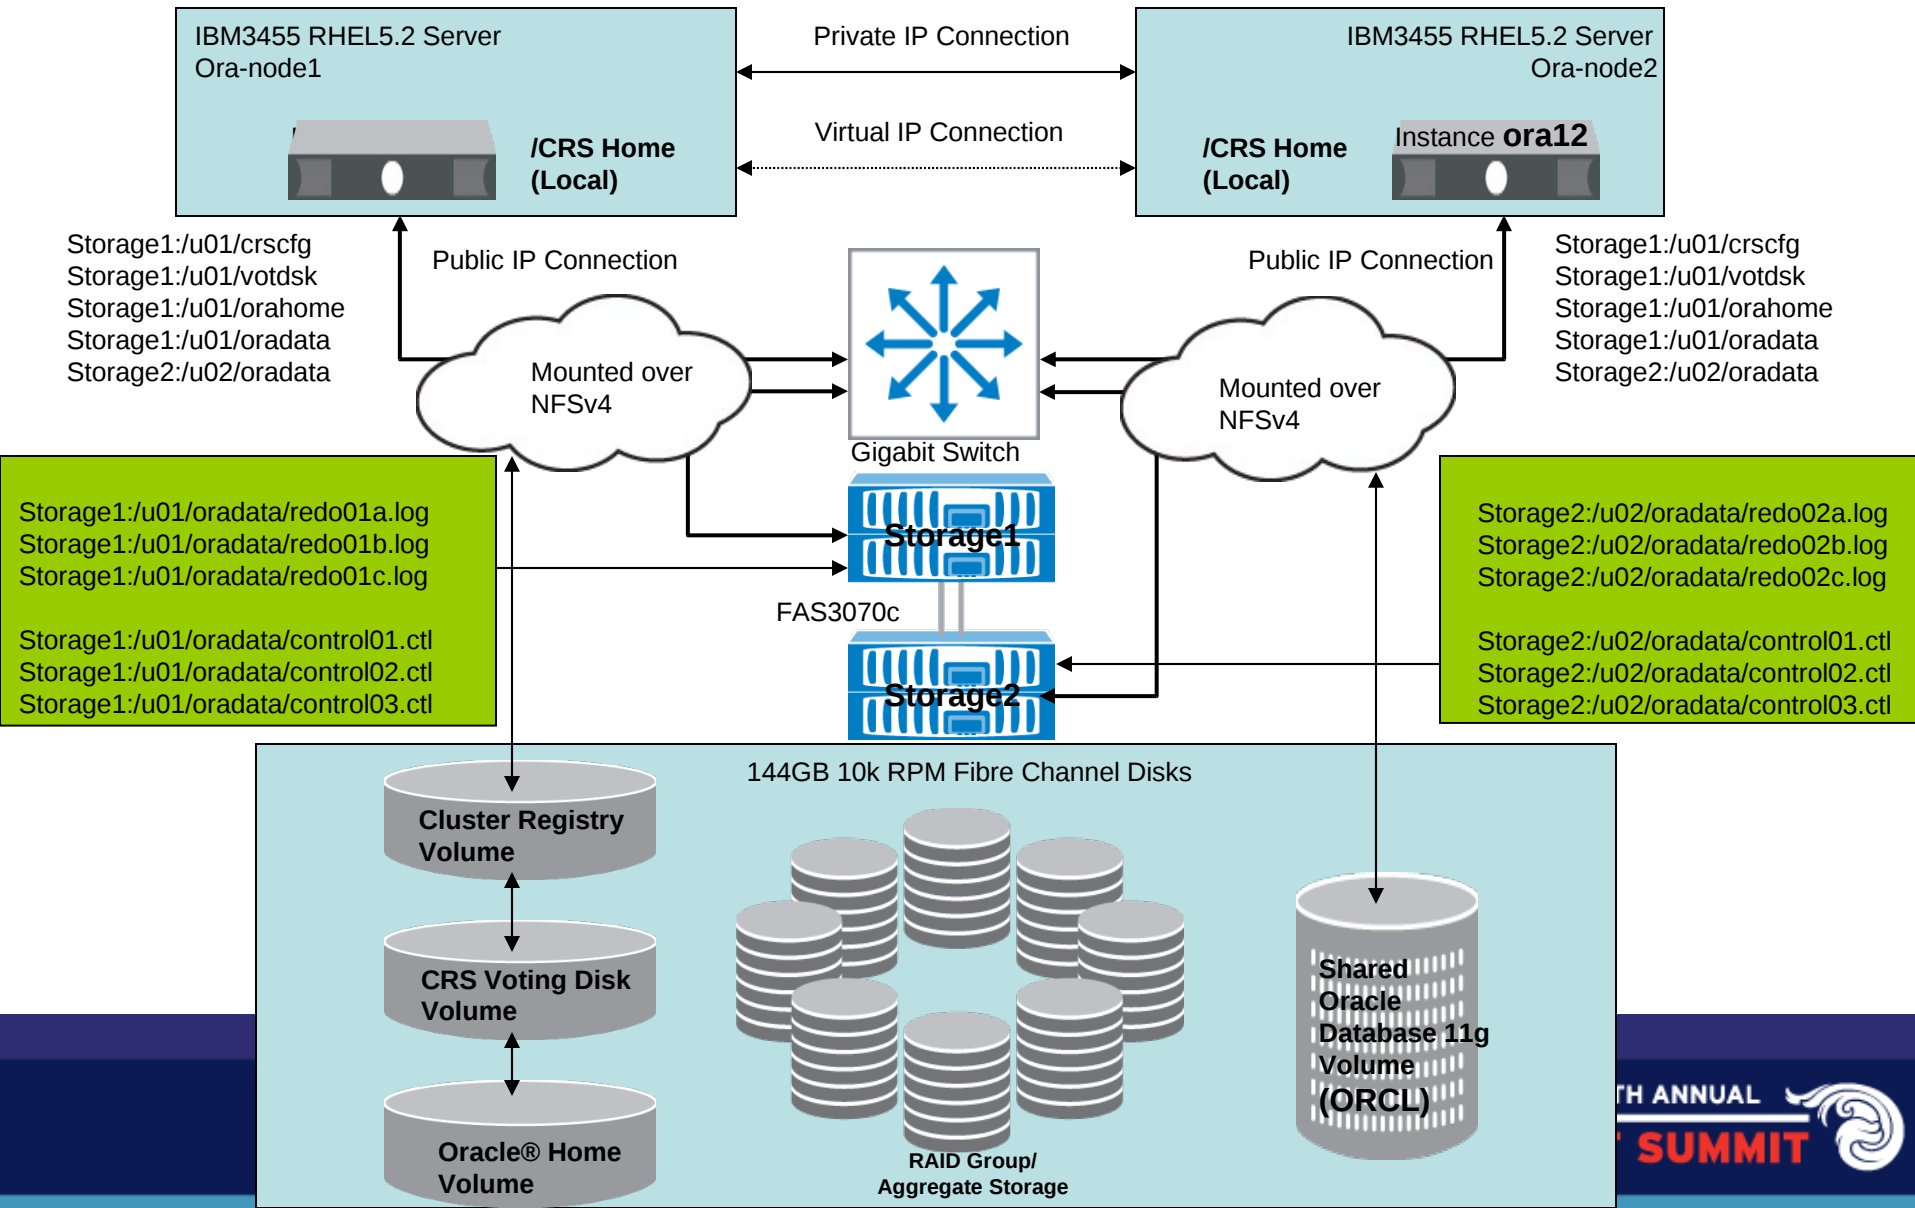 IBM3455 RHEL5.2 Server
Ora-node1
/CRS Home
(Local)
Private IP Connection
Virtual IP Connection
IBM3455 RHEL5.2 Server
Ora-node2
/CRS Home
(Local)
Instance ora12
Storage1:/u01/crscfg
Storage1:/u01/votdsk
Storage1:/u01/orahome
Storage1:/u01/oradata
Storage2:/u02/oradata
Public IP Connection
Public IP Connection
Storage1:/u01/crscfg
Storage1:/u01/votdsk
Storage1:/u01/orahome
Storage1:/u01/oradata
Storage2:/u02/oradata
Mounted over
NFSv4
Mounted over
NFSv4
Gigabit Switch
Storage1:/u01/oradata/redo01a.log
Storage1:/u01/oradata/redo01b.log
Storage1:/u01/oradata/redo01c.log
Storage1:/u01/oradata/control01.ctl
Storage1:/u01/oradata/control02.ctl
Storage1:/u01/oradata/control03.ctl
Storage1
FAS3070c
Storage2
Storage2:/u02/oradata/redo02a.log
Storage2:/u02/oradata/redo02b.log
Storage2:/u02/oradata/redo02c.log
Storage2:/u02/oradata/control01.ctl
Storage2:/u02/oradata/control02.ctl
Storage2:/u02/oradata/control03.ctl
144GB 10k RPM Fibre Channel Disks
Cluster Registry
Volume
CRS Voting Disk
Volume
Oracle® Home
Volume
RAID Group/
Aggregate Storage
Shared
Oracle
Database 11g
Volume
(ORCL)
TH ANNUAL
SUMMIT